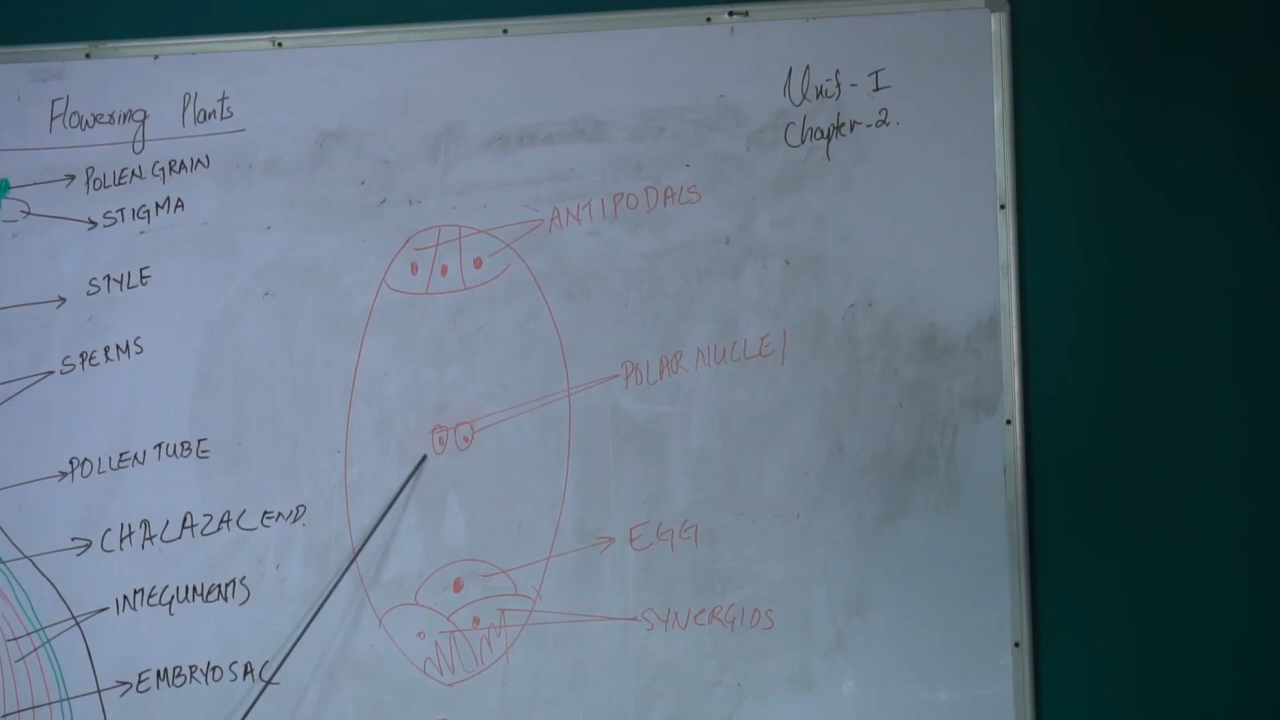 Flowering Plants
Unit-I
Chapter-2.
POLLEN GRAIN
STIGMA
STYLE
SPERMS
POLLEN TUBE
CHALAZAL END.
INTEGUMENTS
EMBRYOSAC
ANTIPODALS
POLAR NUCLEI
EGG
SYNERGIDS